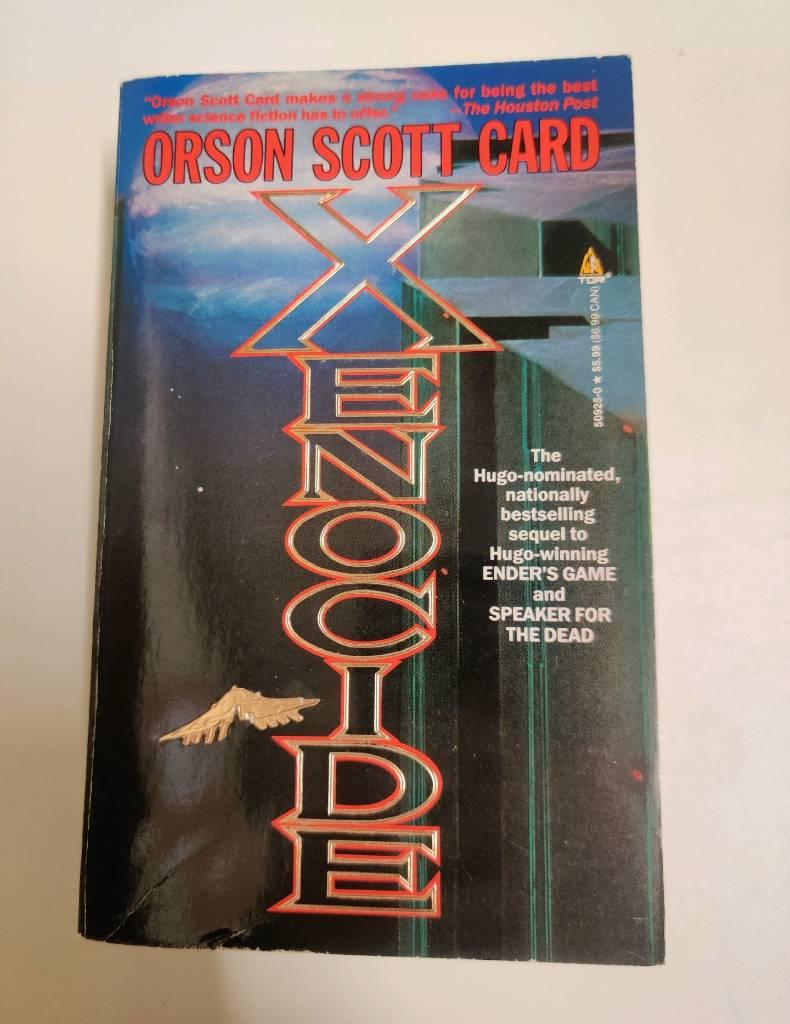 "Orson Scott Card makes a strong case for being the best
writer science fiction has to offer." –The Houston Post
ORSON SCOTT CARD
XENOCIDE
TOR®
50925-0 ★ $5.99 ($6.99 CAN)
The
Hugo-nominated,
nationally
bestselling
sequel to
Hugo-winning
ENDER'S GAME
and
SPEAKER FOR
THE DEAD